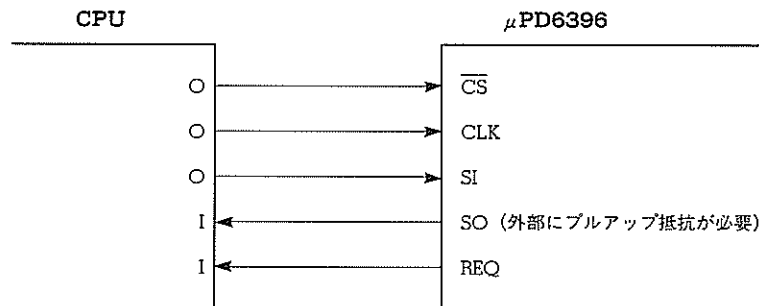 CPU μPD6396
O C̅S̅
O CLK
O SI
I SO (外部にプルアップ抵抗が必要)
I REQ